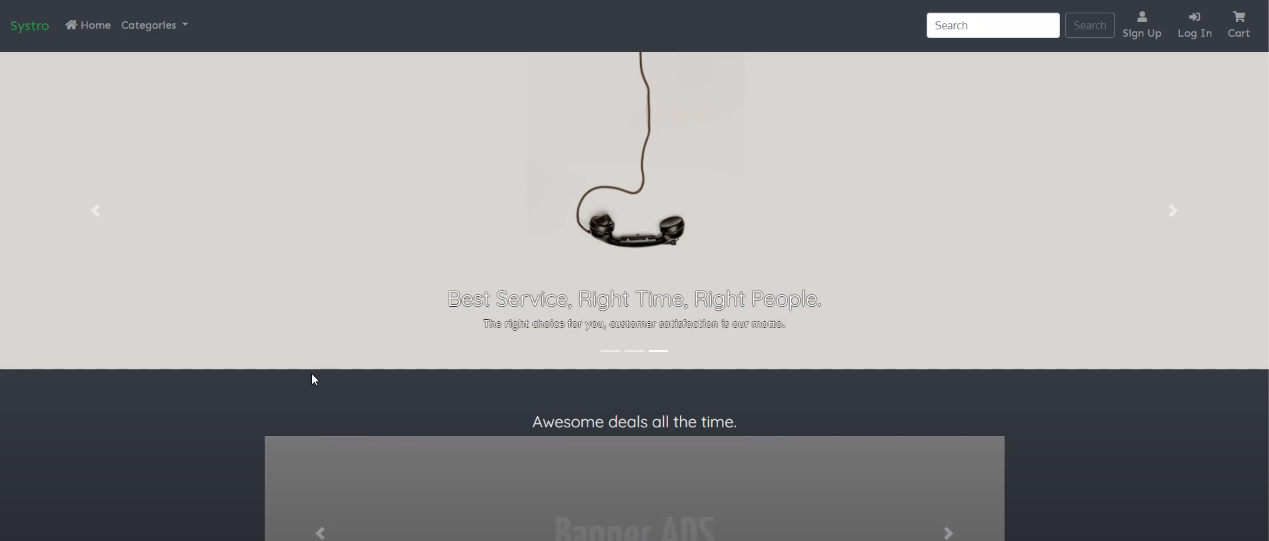 Systro
Home
Categories
Search
Search
Sign Up
Log In
Cart
Best Service, Right Time, Right People.
The right choice for you, customer satisfaction is our motto.
Awesome deals all the time.
Banner ADS